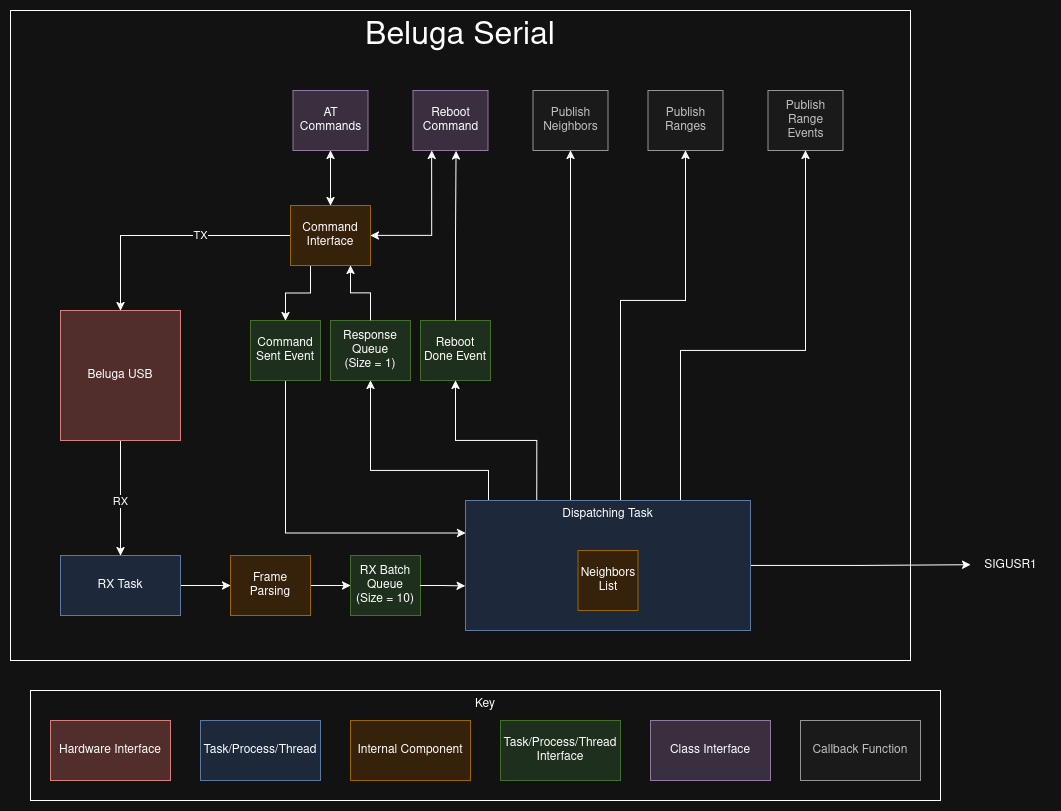 Beluga Serial
AT
Commands
Reboot
Command
Publish
Neighbors
Publish
Ranges
Publish
Range
Events
Command
Interface
TX
Beluga USB
Command
Sent Event
Response
Queue
(Size = 1)
Reboot
Done Event
RX
Dispatching Task
RX Task
Frame
Parsing
RX Batch
Queue
(Size = 10)
Neighbors
List
SIGUSR1
Key
Hardware Interface
Task/Process/Thread
Internal Component
Task/Process/Thread
Interface
Class Interface
Callback Function